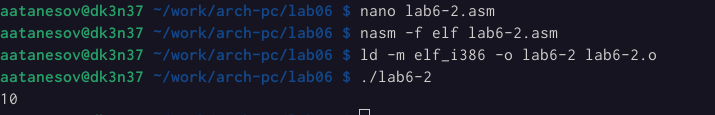 aatanesov@dk3n37 ~/work/arch-pc/lab06 $ nano lab6-2.asm
aatanesov@dk3n37 ~/work/arch-pc/lab06 $ nasm -f elf lab6-2.asm
aatanesov@dk3n37 ~/work/arch-pc/lab06 $ ld -m elf_i386 -o lab6-2 lab6-2.o
aatanesov@dk3n37 ~/work/arch-pc/lab06 $ ./lab6-2
10